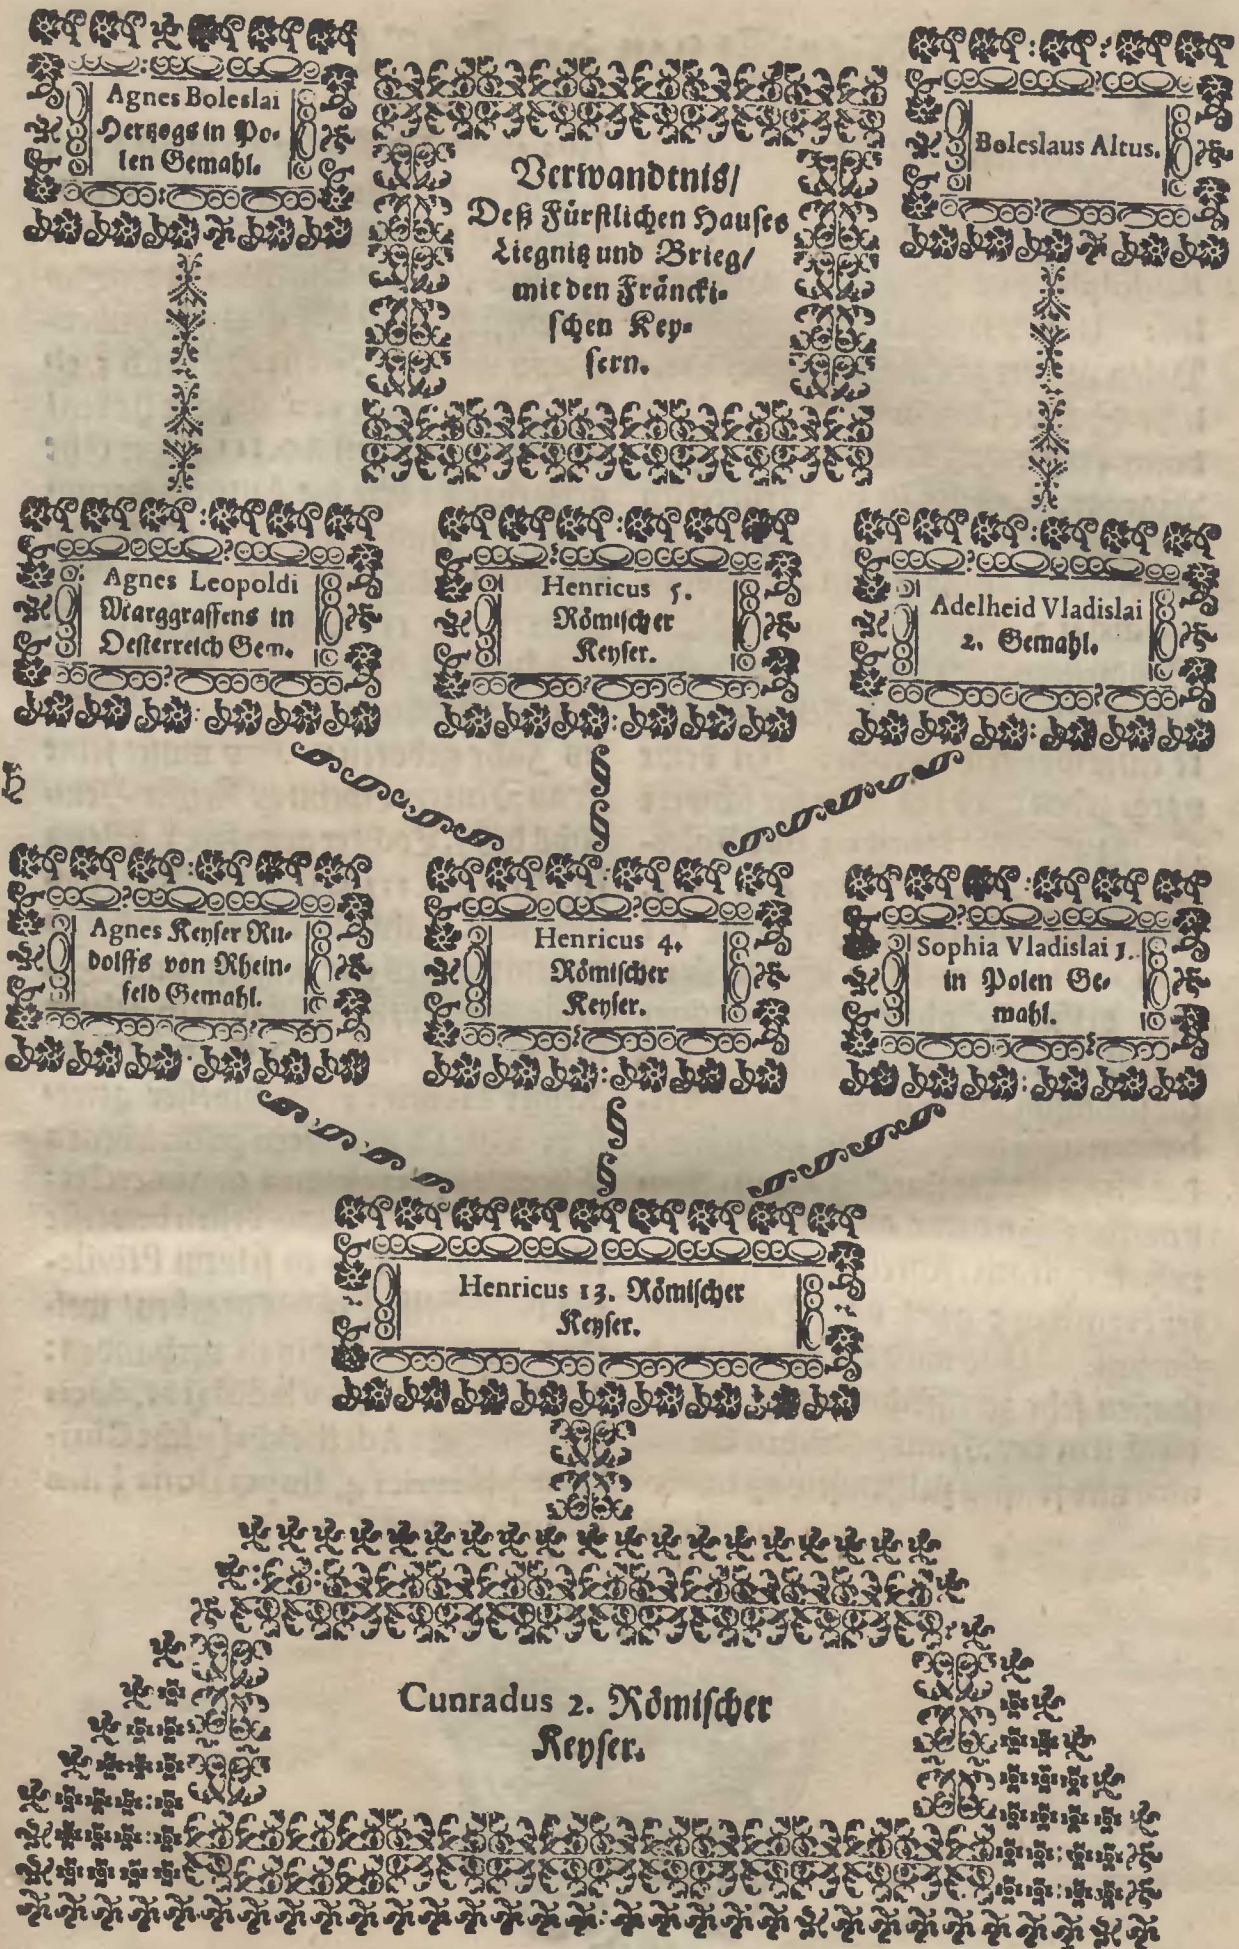 Agnes Boleslai
Hertzogs in Po-
len Gemahl.
Verwandtnis/
Deß Fürstlichen Hauses
Liegnitz und Brieg/
mit den Fräncki-
schen Key-
sern.
Boleslaus Altus.
Agnes Leopoldi
Marggraffens in
Oesterreich Gem.
Henricus 5.
Römischer
Keyser.
Adelheid Vladislai
2. Gemahl.
Agnes Keyser Ru-
dolffs von Rhein-
feld Gemahl.
Henricus 4.
Römischer
Keyser.
Sophia Vladislai 1.
in Polen Ge-
mahl.
Henricus 13. Römischer
Keyser.
Cunradus 2. Römischer
Keyser.